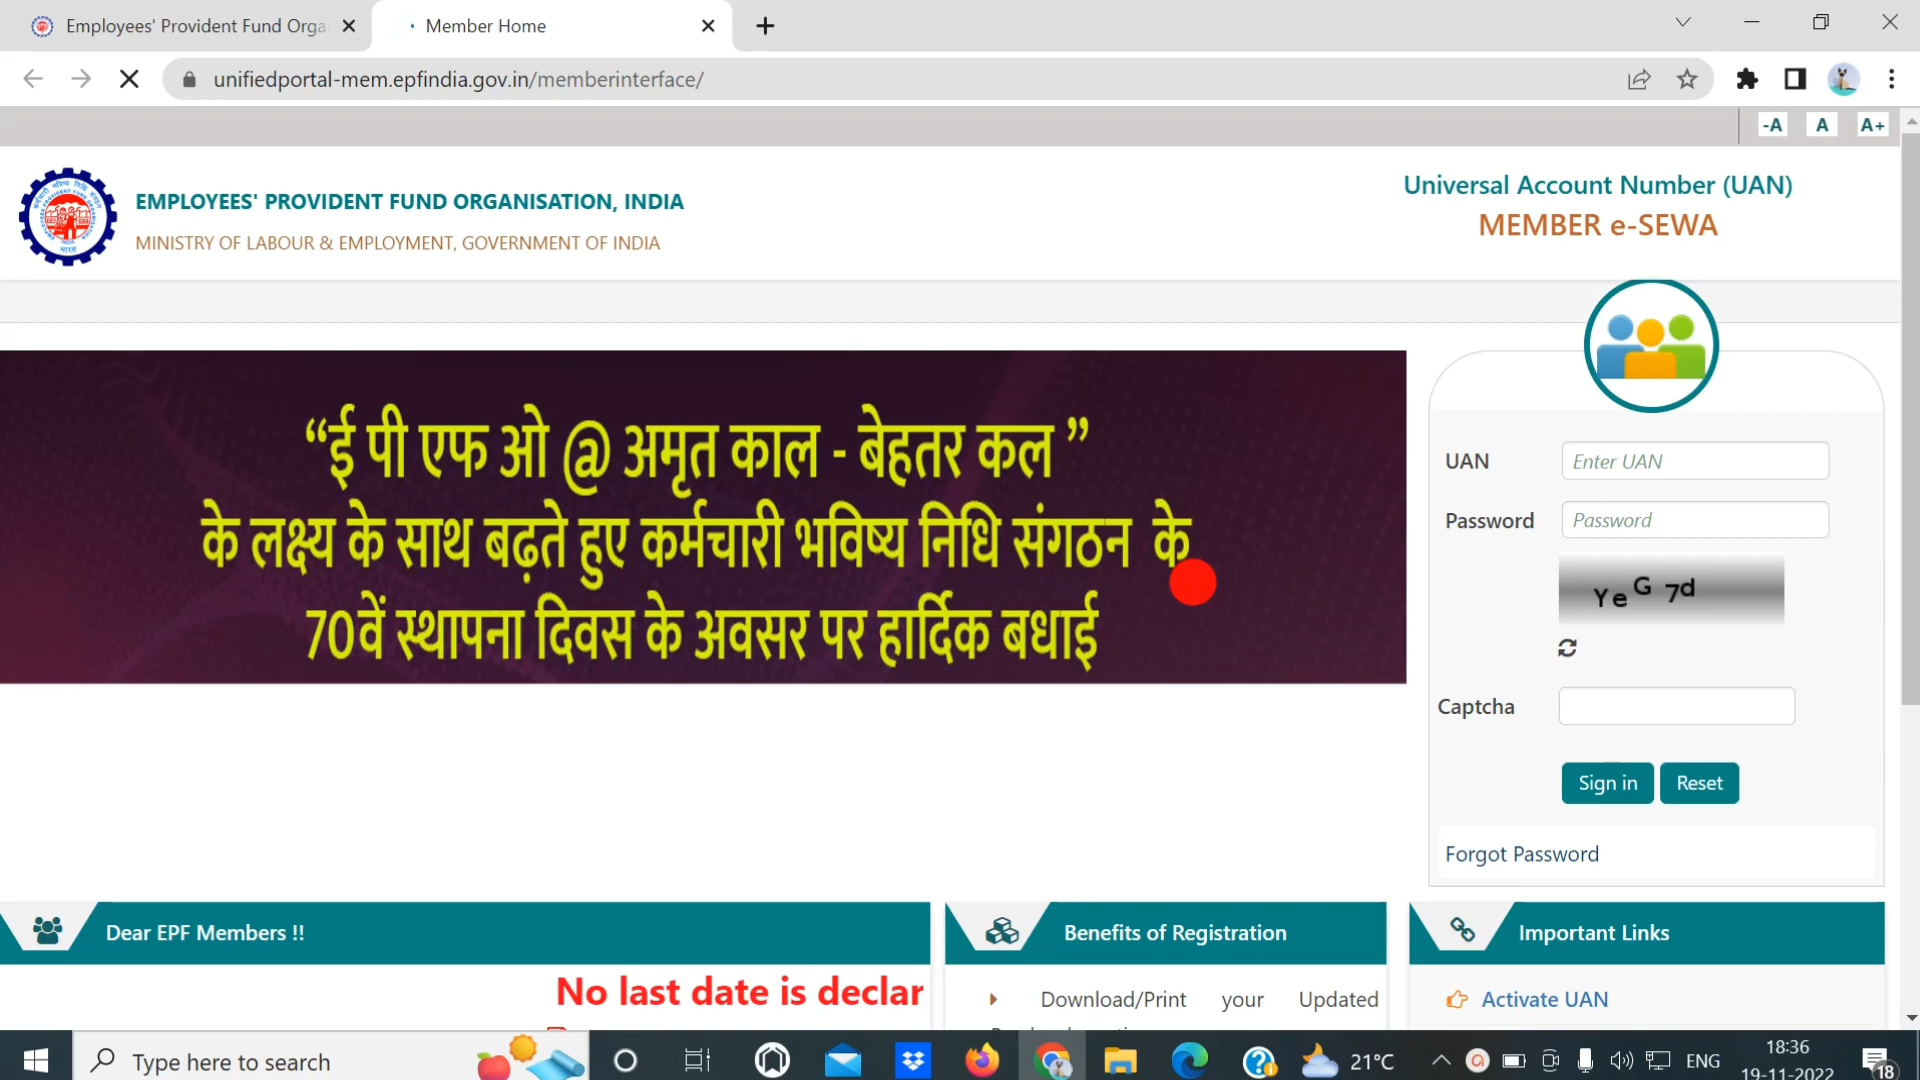 Employees' Provident Fund Orga
Member Home
unifiedportal-mem.epfindia.gov.in/memberinterface/
-A A A+
EMPLOYEES' PROVIDENT FUND ORGANISATION, INDIA
MINISTRY OF LABOUR & EMPLOYMENT, GOVERNMENT OF INDIA
Universal Account Number (UAN)
MEMBER e-SEWA
“ई पी एफ ओ @ अमृत काल - बेहतर कल ”
के लक्ष्य के साथ बढ़ते हुए कर्मचारी भविष्य निधि संगठन के
70वें स्थापना दिवस के अवसर पर हार्दिक बधाई
UAN Enter UAN
Password Password
YeG7d
Captcha
Sign in Reset
Forgot Password
Dear EPF Members !!
No last date is declar
Benefits of Registration
Download/Print your Updated
Important Links
Activate UAN
Type here to search
21°C
ENG
18:36
19-11-2022
18